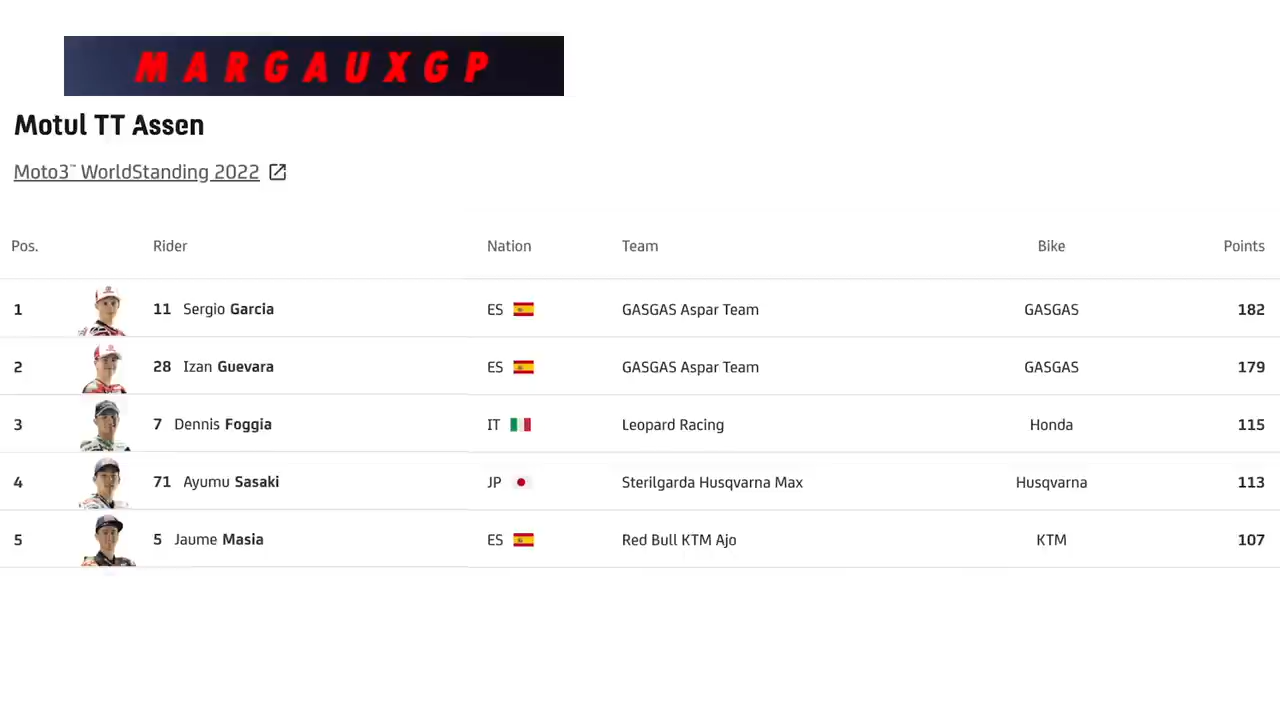 MARGAUXGP
Motul TT Assen
Moto3™ WorldStanding 2022
Pos. Rider Nation Team Bike Points
1 11 Sergio Garcia ES GASGAS Aspar Team GASGAS 182
2 28 Izan Guevara ES GASGAS Aspar Team GASGAS 179
3 7 Dennis Foggia IT Leopard Racing Honda 115
4 71 Ayumu Sasaki JP Sterilgarda Husqvarna Max Husqvarna 113
5 5 Jaume Masia ES Red Bull KTM Ajo KTM 107